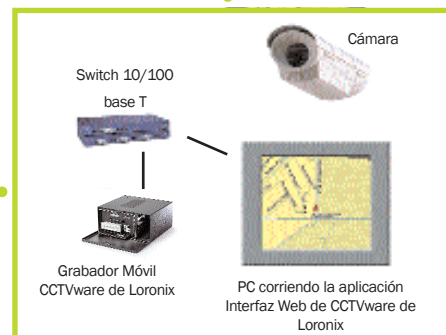 Cámara
Switch 10/100
base T
Grabador Móvil
CCTVware de Loronix
PC corriendo la aplicación
Interfaz Web de CCTVware de
Loronix